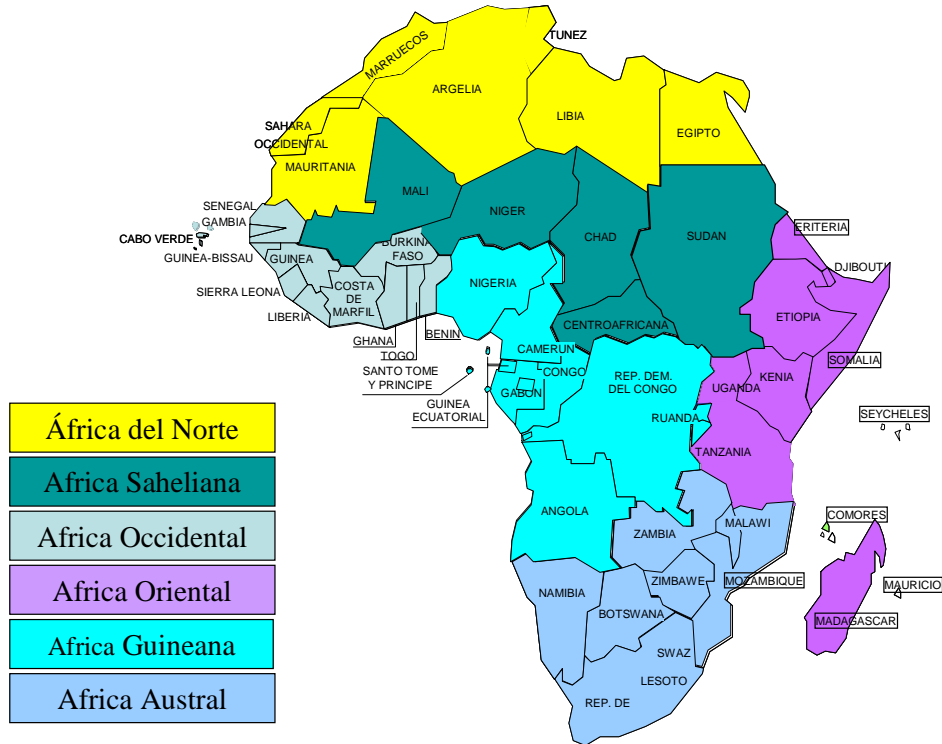 TUNEZ
MARRUECOS
ARGELIA
LIBIA
EGIPTO
SAHARA
OCCIDENTAL
MAURITANIA
MALI
NIGER
CHAD
SUDAN
ERITERIA
SENEGAL
GAMBIA
CABO VERDE
GUINEA-BISSAU
GUINEA
BURKINA
FASO
SIERRA LEONA
COSTA
DE
MARFIL
LIBERIA
GHANA
TOGO
BENIN
NIGERIA
DJIBOUTI
ETIOPIA
SOMALIA
CENTROAFRICANA
CAMERUN
SANTO TOME
Y PRINCIPE
GUINEA
ECUATORIAL
GABON
CONGO
REP. DEM.
DEL CONGO
UGANDA
KENIA
RUANDA
TANZANIA
SEYCHELES
COMORES
ANGOLA
ZAMBIA
MALAWI
MOZAMBIQUE
ZIMBAWE
NAMIBIA
BOTSWANA
MAURICIO
MADAGASCAR
SWAZ
LESOTO
REP. DE
África del Norte
Africa Saheliana
Africa Occidental
Africa Oriental
Africa Guineana
Africa Austral